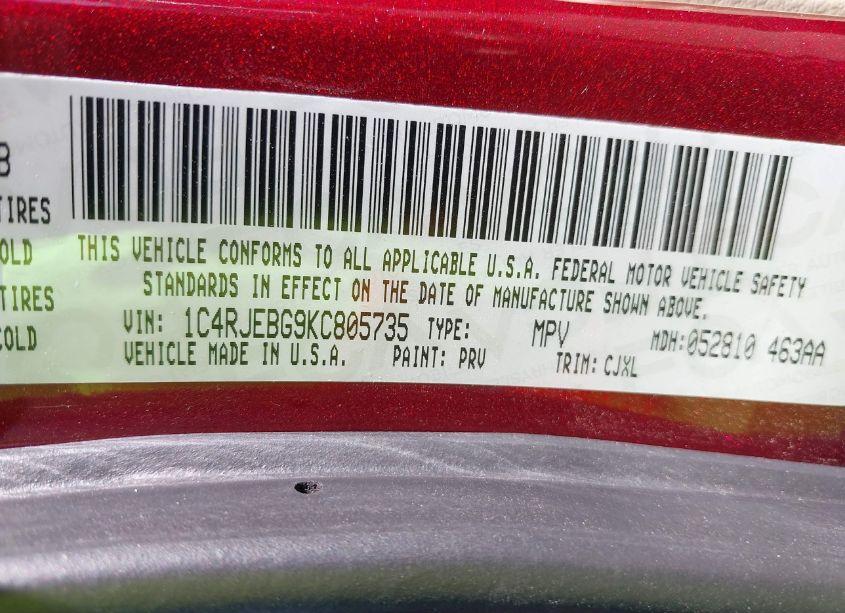 B
TIRES
OLD
TIRES
COLD
THIS VEHICLE CONFORMS TO ALL APPLICABLE U.S.A. FEDERAL MOTOR VEHICLE SAFETY
STANDARDS IN EFFECT ON THE DATE OF MANUFACTURE SHOWN ABOVE.
VIN: 1C4RJEBG9KC805735 TYPE: MPV MDH:052810 463AA
VEHICLE MADE IN U.S.A. PAINT: PRV TRIM: CJXL